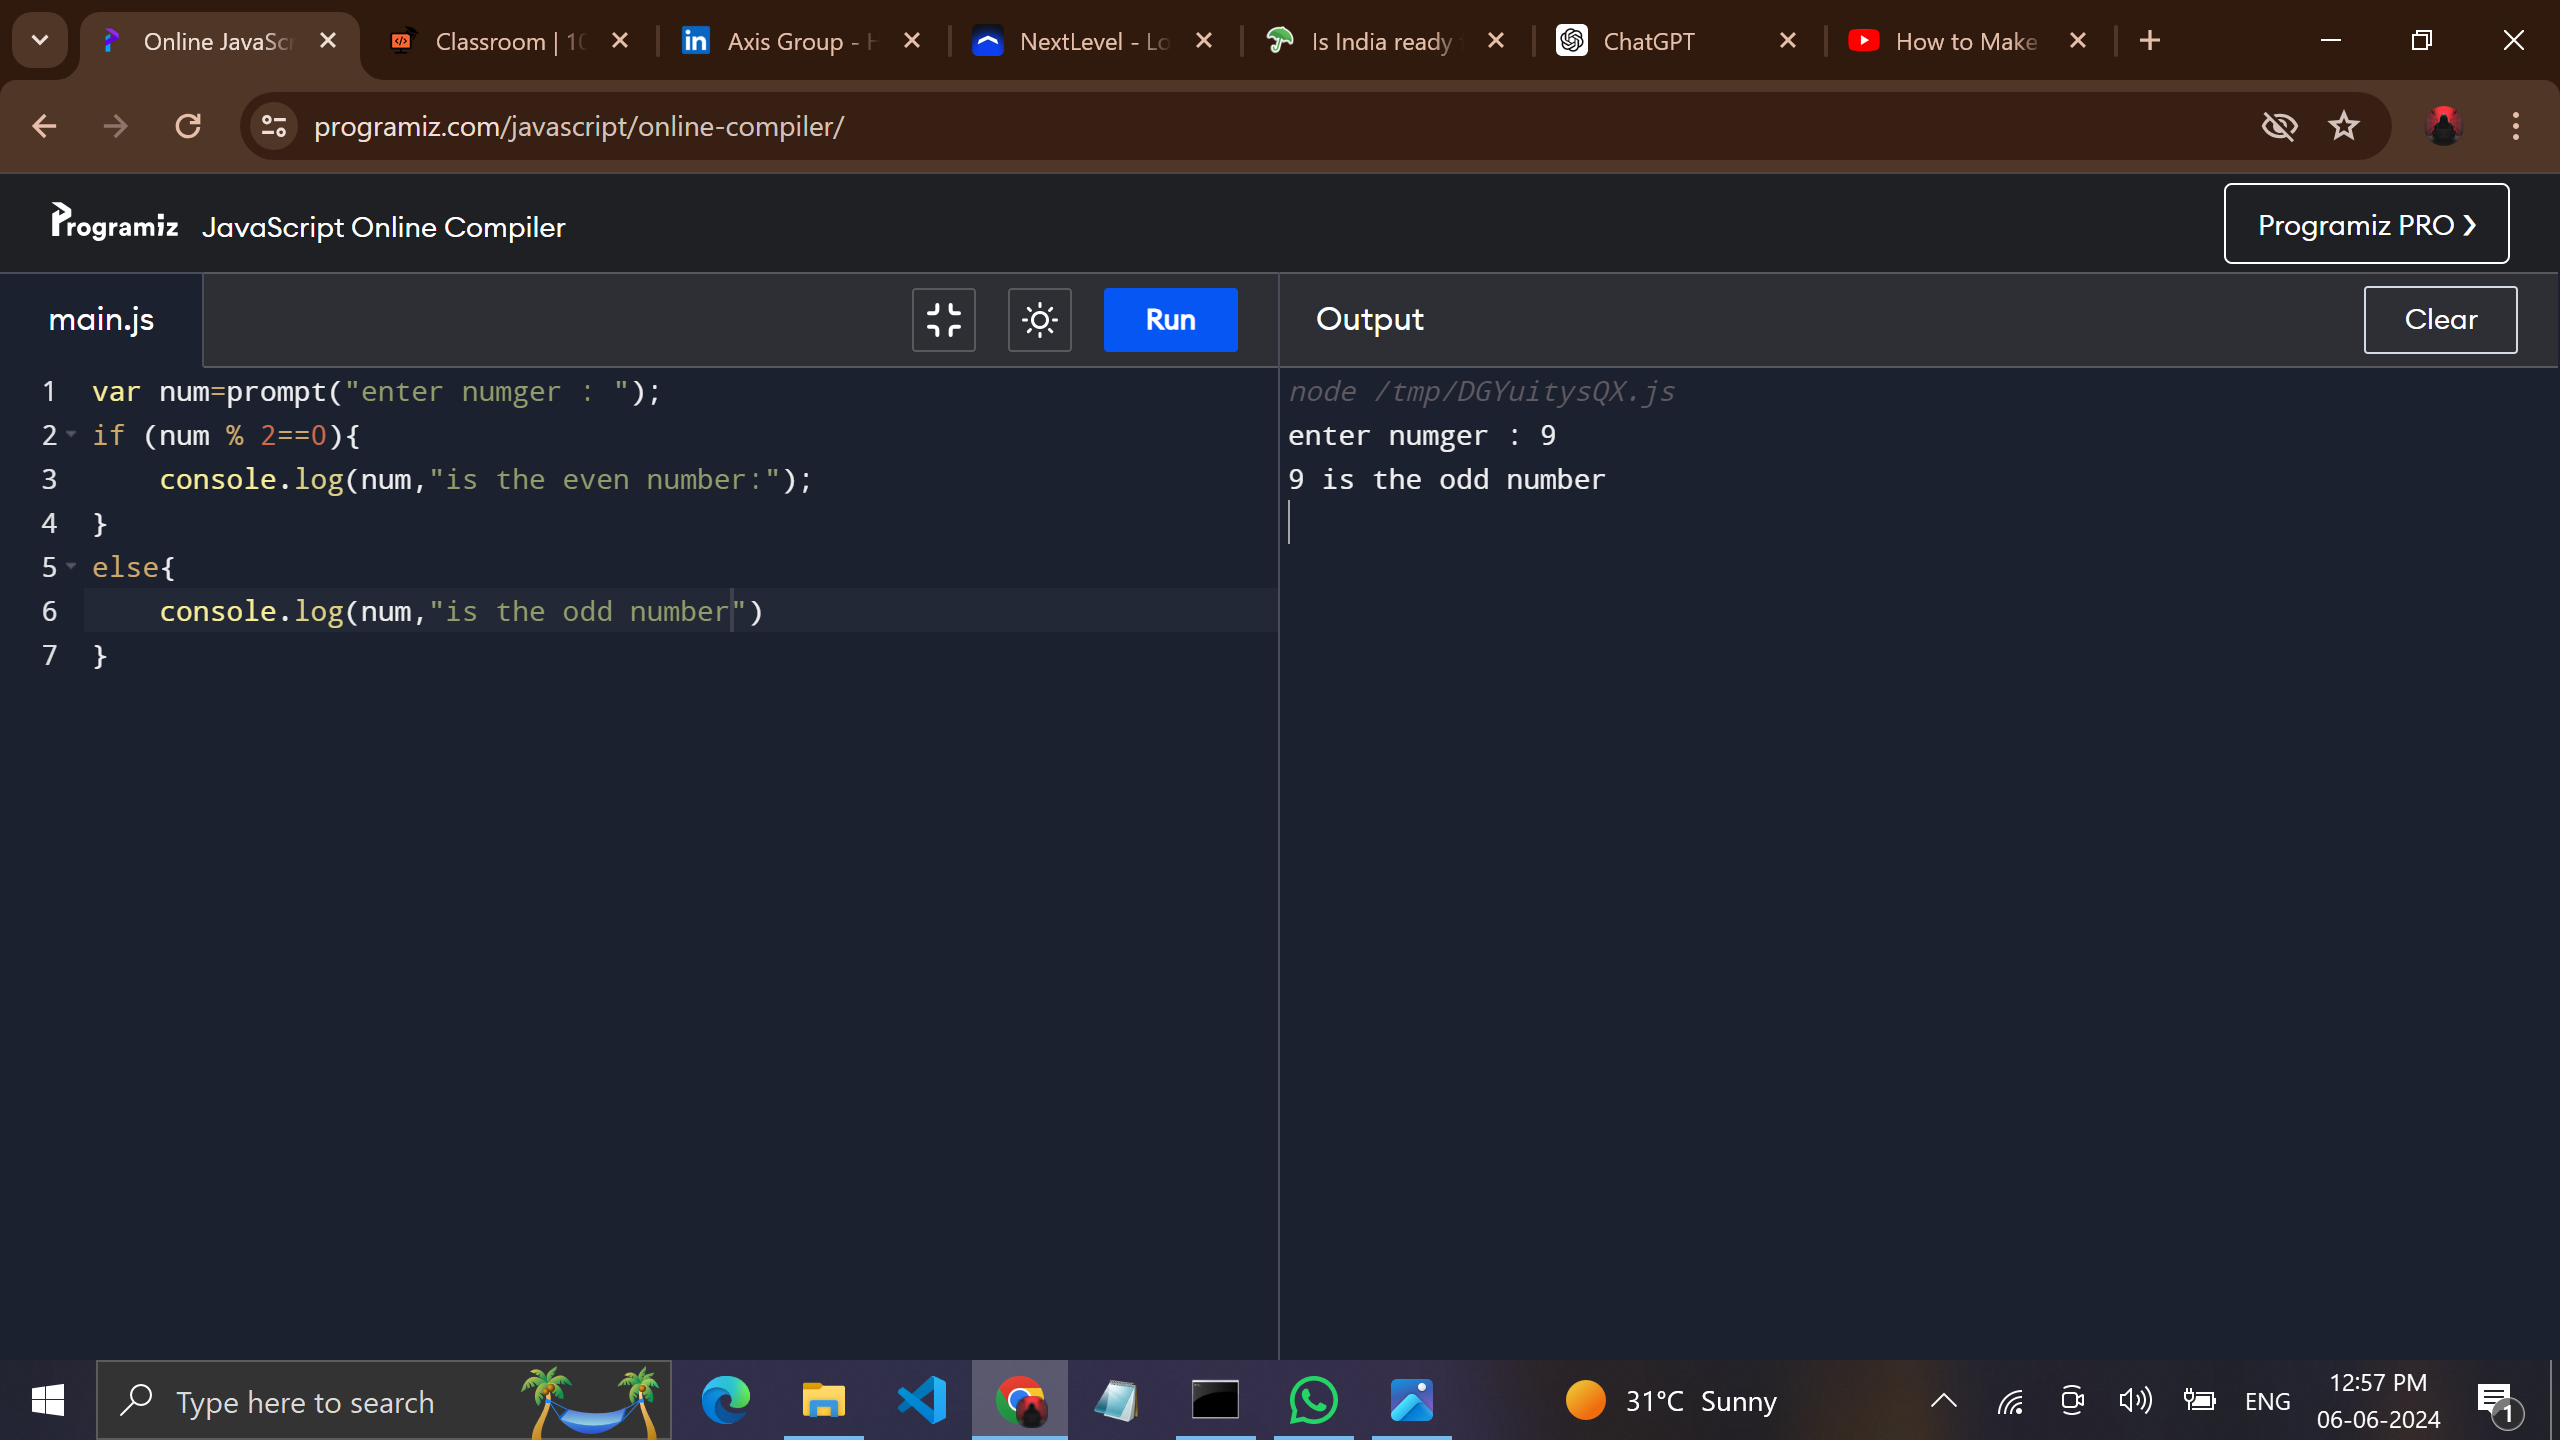 Online JavaScr
Classroom | 10
Axis Group - H
NextLevel - Lo
Is India ready
ChatGPT
How to Make
programiz.com/javascript/online-compiler/
Programiz JavaScript Online Compiler
Programiz PRO ❯
main.js
Run
Output
Clear
1 var num=prompt("enter numger : ");
2 if (num % 2==0){
3 console.log(num,"is the even number:");
4 }
5 else{
6 console.log(num,"is the odd number")
7 }
node /tmp/DGYuitysQX.js
enter numger : 9
9 is the odd number
Type here to search
31°C Sunny
ENG
12:57 PM
06-06-2024
1